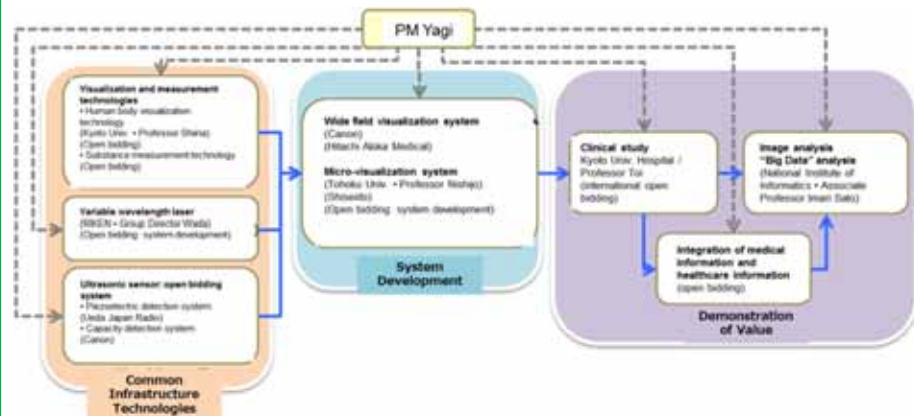 PM Yagi
Visualization and measurement
technologies
• Human body visualization
technology
(Kyoto Univ. • Professor Shiina)
(Open bidding)
• Substance measurement technology
(Open bidding)
Variable wavelength laser
(RIKEN • Group Director Wada)
(Open bidding system development)
Ultrasonic sensor: open bidding
system
• Piezoelectric detection system
(Ueda Japan Radio)
• Capacity detection system
(Canon)
Common
Infrastructure
Technologies
Wide field visualization system
(Canon)
(Hitachi Aloka Medical)
Micro-visualization system
(Tohoku Univ. • Professor Nishijo)
(Shiseido)
(Open bidding system development)
System
Development
Clinical study
Kyoto Univ. Hospital /
Professor Toi
(international open
bidding)
Image analysis
"Big Data" analysis
(National Institute of
Informatics • Associate
Professor Imari Sato)
Integration of medical
information and
healthcare information
(open bidding)
Demonstration
of Value